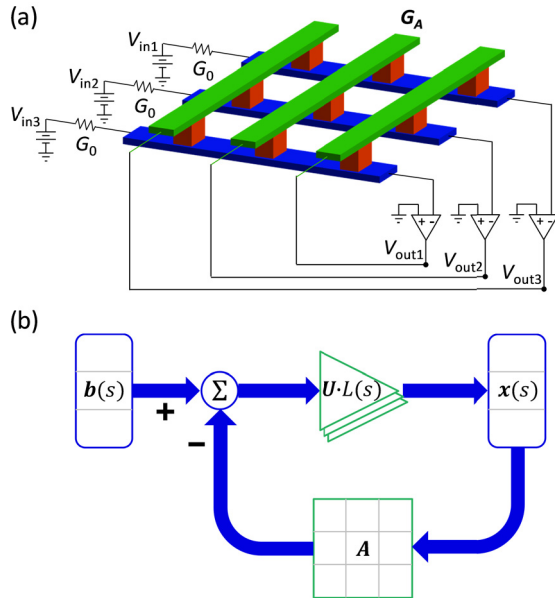 (a)
G_A
V_in1
G_0
V_in2
G_0
V_in3
G_0
+ -
+ -
+ -
V_out1
V_out2
V_out3
(b)
b(s)
+
Σ
−
U·L(s)
x(s)
A